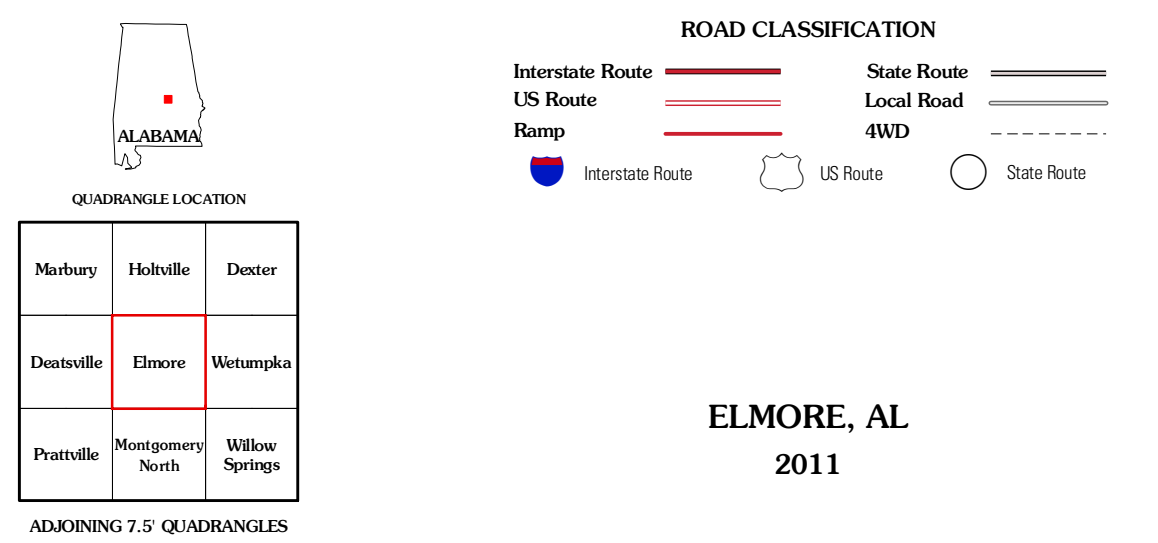 ALABAMA
QUADRANGLE LOCATION
Marbury
Holtville
Dexter
Deatsville
Elmore
Wetumpka
Prattville
Montgomery
North
Willow
Springs
ADJOINING 7.5' QUADRANGLES
ROAD CLASSIFICATION
Interstate Route
State Route
US Route
Local Road
Ramp
4WD
Interstate Route
US Route
State Route
ELMORE, AL
2011